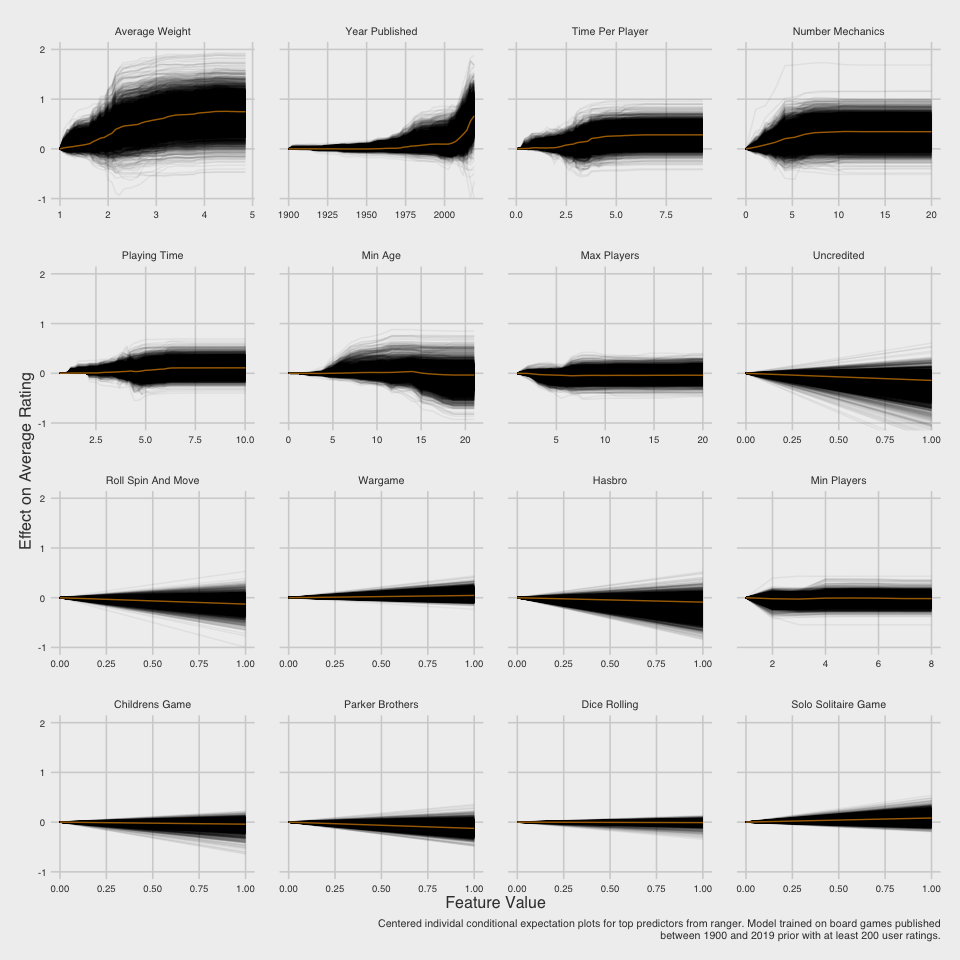 Average Weight
Year Published
Time Per Player
Number Mechanics
2
1
0
-1
1 2 3 4 5
1900 1925 1950 1975 2000
0.0 2.5 5.0 7.5
0 5 10 15 20
Playing Time
Min Age
Max Players
Uncredited
2
1
0
-1
2.5 5.0 7.5 10.0
0 5 10 15 20
5 10 15 20
0.00 0.25 0.50 0.75 1.00
Effect on Average Rating
Roll Spin And Move
Wargame
Hasbro
Min Players
2
1
0
-1
0.00 0.25 0.50 0.75 1.00
0.00 0.25 0.50 0.75 1.00
0.00 0.25 0.50 0.75 1.00
2 4 6 8
Childrens Game
Parker Brothers
Dice Rolling
Solo Solitaire Game
2
1
0
-1
0.00 0.25 0.50 0.75 1.00
0.00 0.25 0.50 0.75 1.00
0.00 0.25 0.50 0.75 1.00
0.00 0.25 0.50 0.75 1.00
Feature Value
Centered individal conditional expectation plots for top predictors from ranger. Model trained on board games published
between 1900 and 2019 prior with at least 200 user ratings.